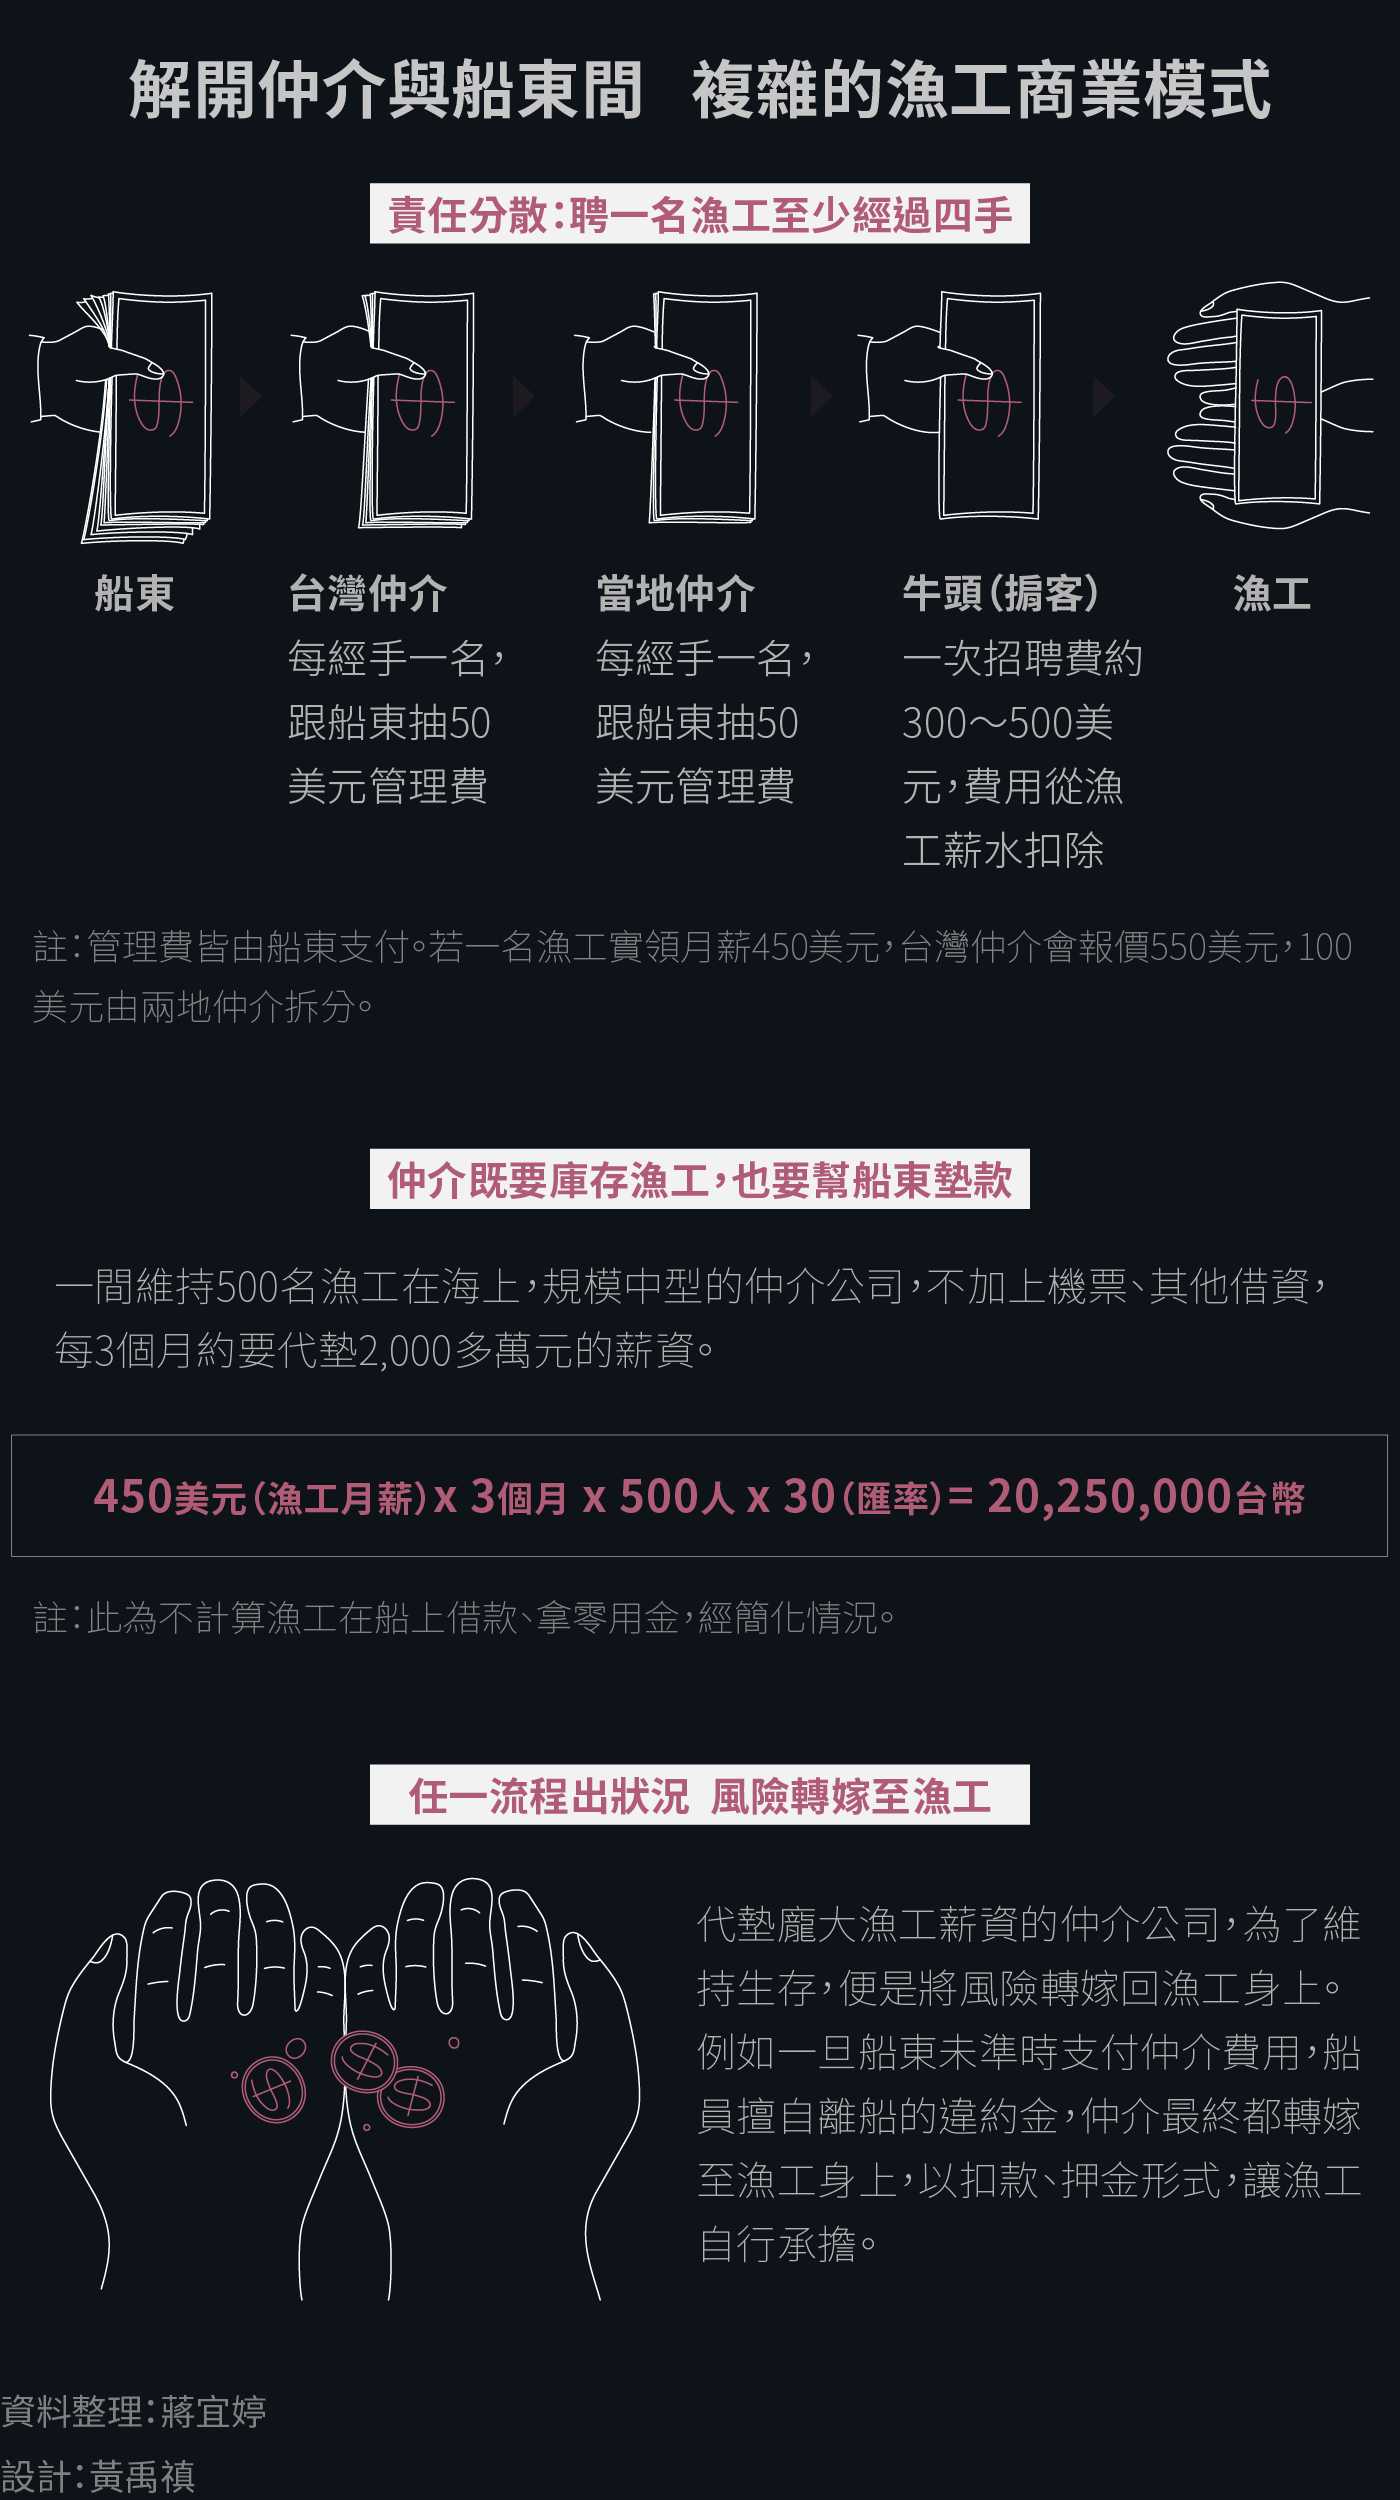 解開仲介與船東間 複雜的漁工商業模式
責任分散：聘一名漁工至少經過四手
船東
台灣仲介
每經手一名，
跟船東抽50
美元管理費
當地仲介
每經手一名，
跟船東抽50
美元管理費
牛頭（掮客）
一次招聘費約
300～500美
元，費用從漁
工薪水扣除
漁工
註：管理費皆由船東支付。若一名漁工實領月薪450美元，台灣仲介會報價550美元，100
美元由兩地仲介拆分。
仲介既要庫存漁工，也要幫船東墊款
一間維持500名漁工在海上，規模中型的仲介公司，不加上機票、其他借資，
每3個月約要代墊2,000多萬元的薪資。
450美元（漁工月薪）x 3個月 x 500人 x 30（匯率）= 20,250,000台幣
註：此為不計算漁工在船上借款、拿零用金，經簡化情況。
任一流程出狀況 風險轉嫁至漁工
代墊龐大漁工薪資的仲介公司，為了維
持生存，便是將風險轉嫁回漁工身上。
例如一旦船東未準時支付仲介費用，船
員擅自離船的違約金，仲介最終都轉嫁
至漁工身上，以扣款、押金形式，讓漁工
自行承擔。
資料整理：蔣宜婷
設計：黃禹禛